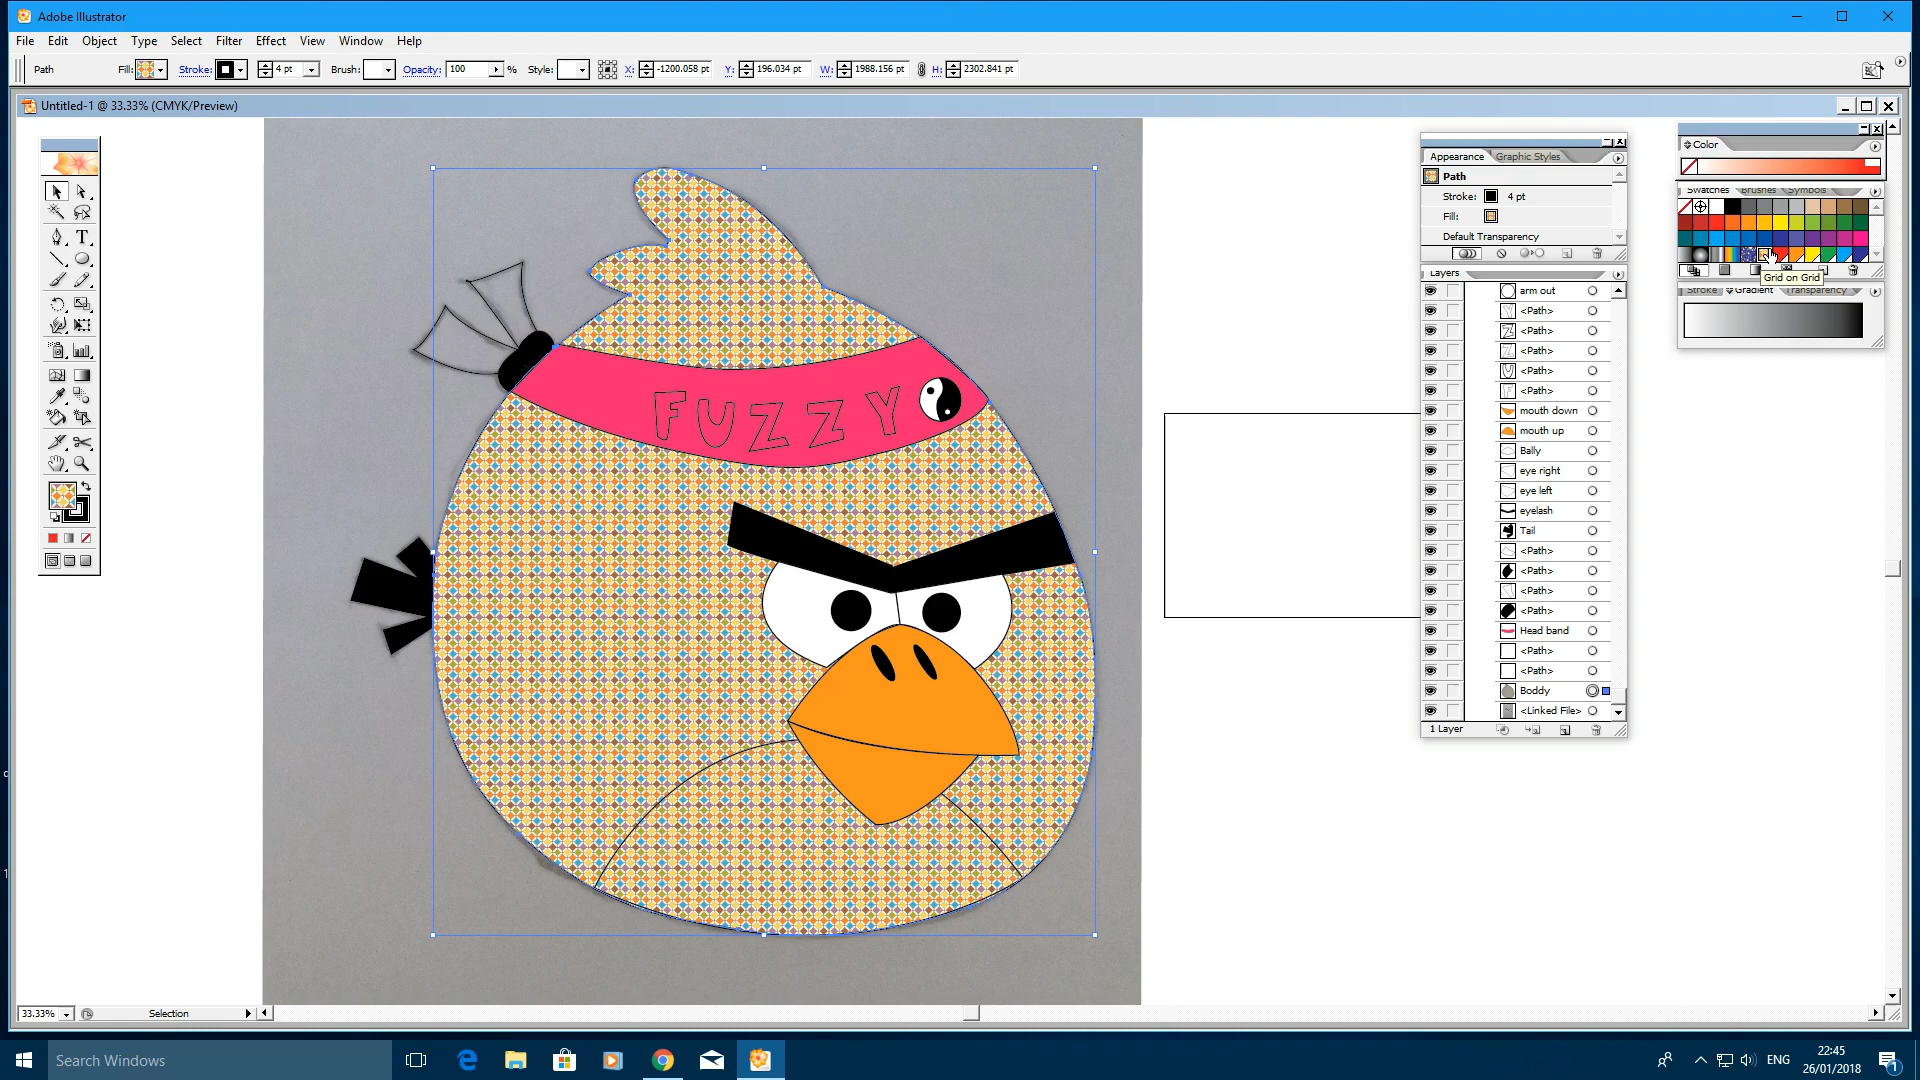 Adobe Illustrator
File Edit Object Type Select Filter Effect View Window Help
Path Fill: Stroke: 4 pt Brush: Opacity: 100 % Style: X: -1200.058 pt Y: 196.034 pt W: 1988.156 pt H: 2302.841 pt
Untitled-1 @ 33.33% (CMYK/Preview)
FUZZY
Appearance Graphic Styles
Path
Stroke: 4 pt
Fill:
Default Transparency
Layers
arm out
<Path>
<Path>
<Path>
<Path>
<Path>
mouth down
mouth up
Bally
eye right
eye left
eyelash
Tail
<Path>
<Path>
<Path>
<Path>
Head band
<Path>
<Path>
Boddy
<Linked File>
1 Layer
Color
Swatches Brushes Symbols
Grid on Grid
Stroke Gradient Transparency
33.33% Selection
Search Windows
ENG
22:45
26/01/2018
1